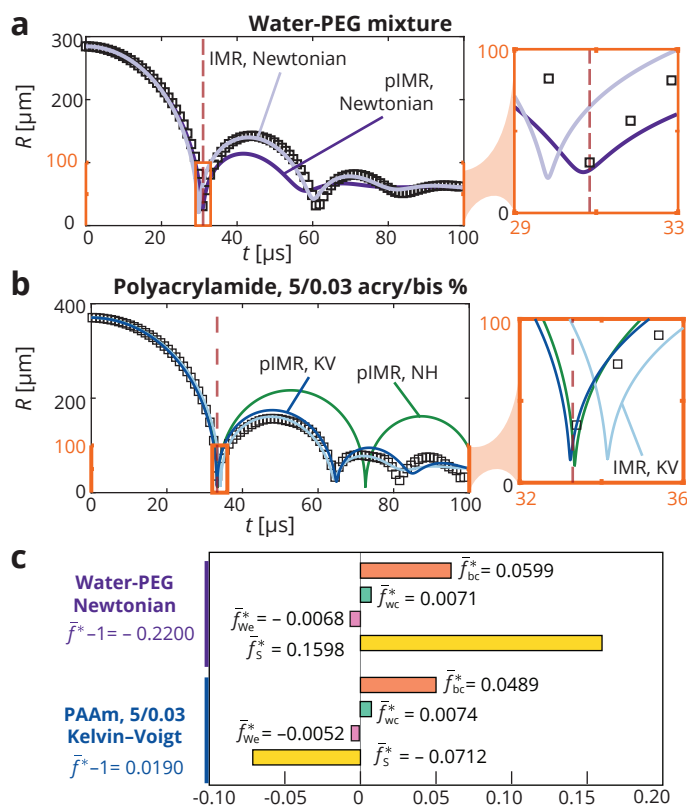 a
Water-PEG mixture
300
200
100
0
R [µm]
IMR, Newtonian
pIMR,
Newtonian
0 20 40 60 80 100
t [µs]
100
0
29 33
b
Polyacrylamide, 5/0.03 acry/bis %
400
200
100
0
R [µm]
pIMR, KV
pIMR, NH
0 20 40 60 80 100
t [µs]
100
0
IMR, KV
32 36
c
Water-PEG
Newtonian
f̄*−1= − 0.2200
f̄*bc= 0.0599
f̄*wc= 0.0071
f̄*We= − 0.0068
f̄*S= 0.1598
PAAm, 5/0.03
Kelvin–Voigt
f̄*−1= 0.0190
f̄*bc= 0.0489
f̄*wc= 0.0074
f̄*We= −0.0052
f̄*S= − 0.0712
-0.10 -0.05 0 0.05 0.10 0.15 0.20